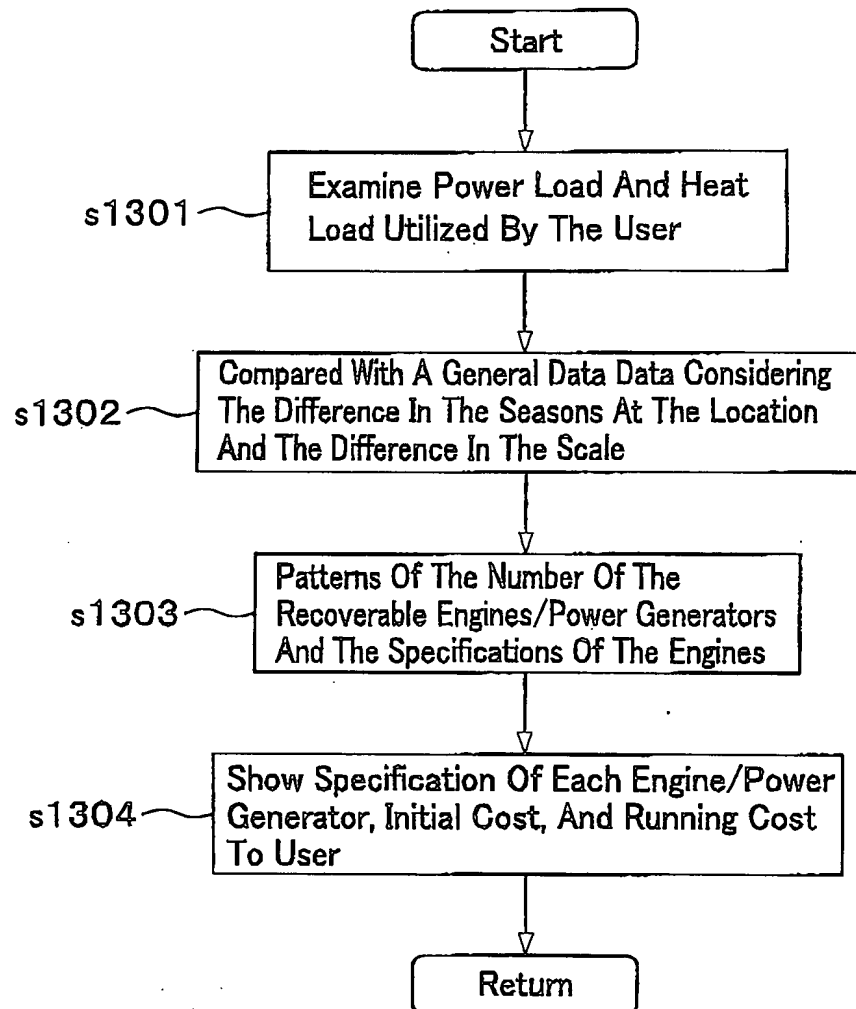 Start
s1301
Examine Power Load And Heat
Load Utilized By The User
s1302
Compared With A General Data Data Considering
The Difference In The Seasons At The Location
And The Difference In The Scale
s1303
Patterns Of The Number Of The
Recoverable Engines/Power Generators
And The Specifications Of The Engines
s1304
Show Specification Of Each Engine/Power
Generator, Initial Cost, And Running Cost
To User
Return